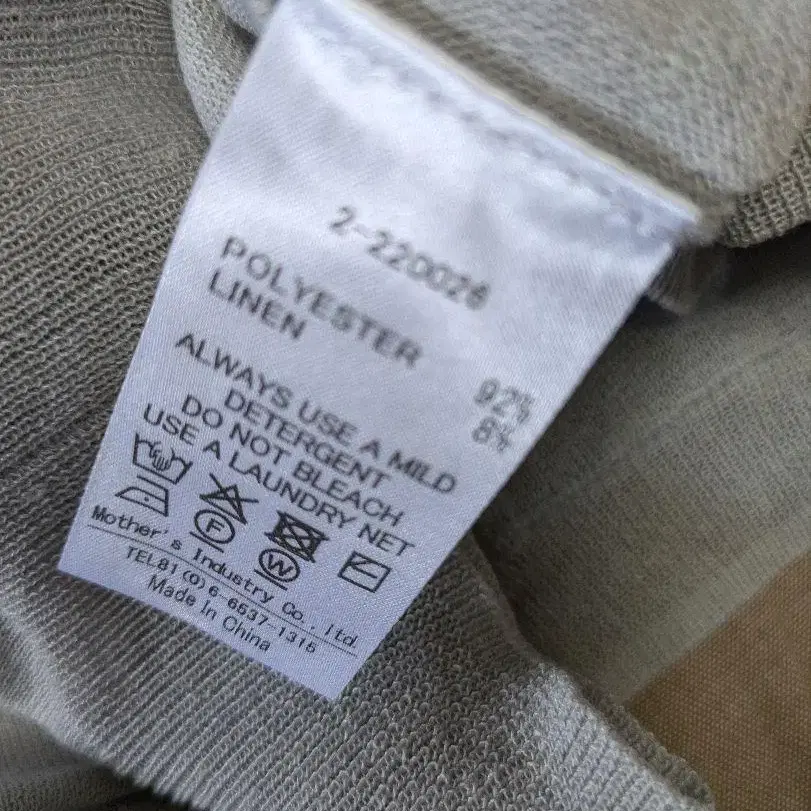 2-220026
POLYESTER 92%
LINEN 8%
ALWAYS USE A MILD
DETERGENT
DO NOT BLEACH
USE A LAUNDRY NET
F
W
Mother's Industry Co., ltd.
TEL81(0)6-6637-1315
Made In China